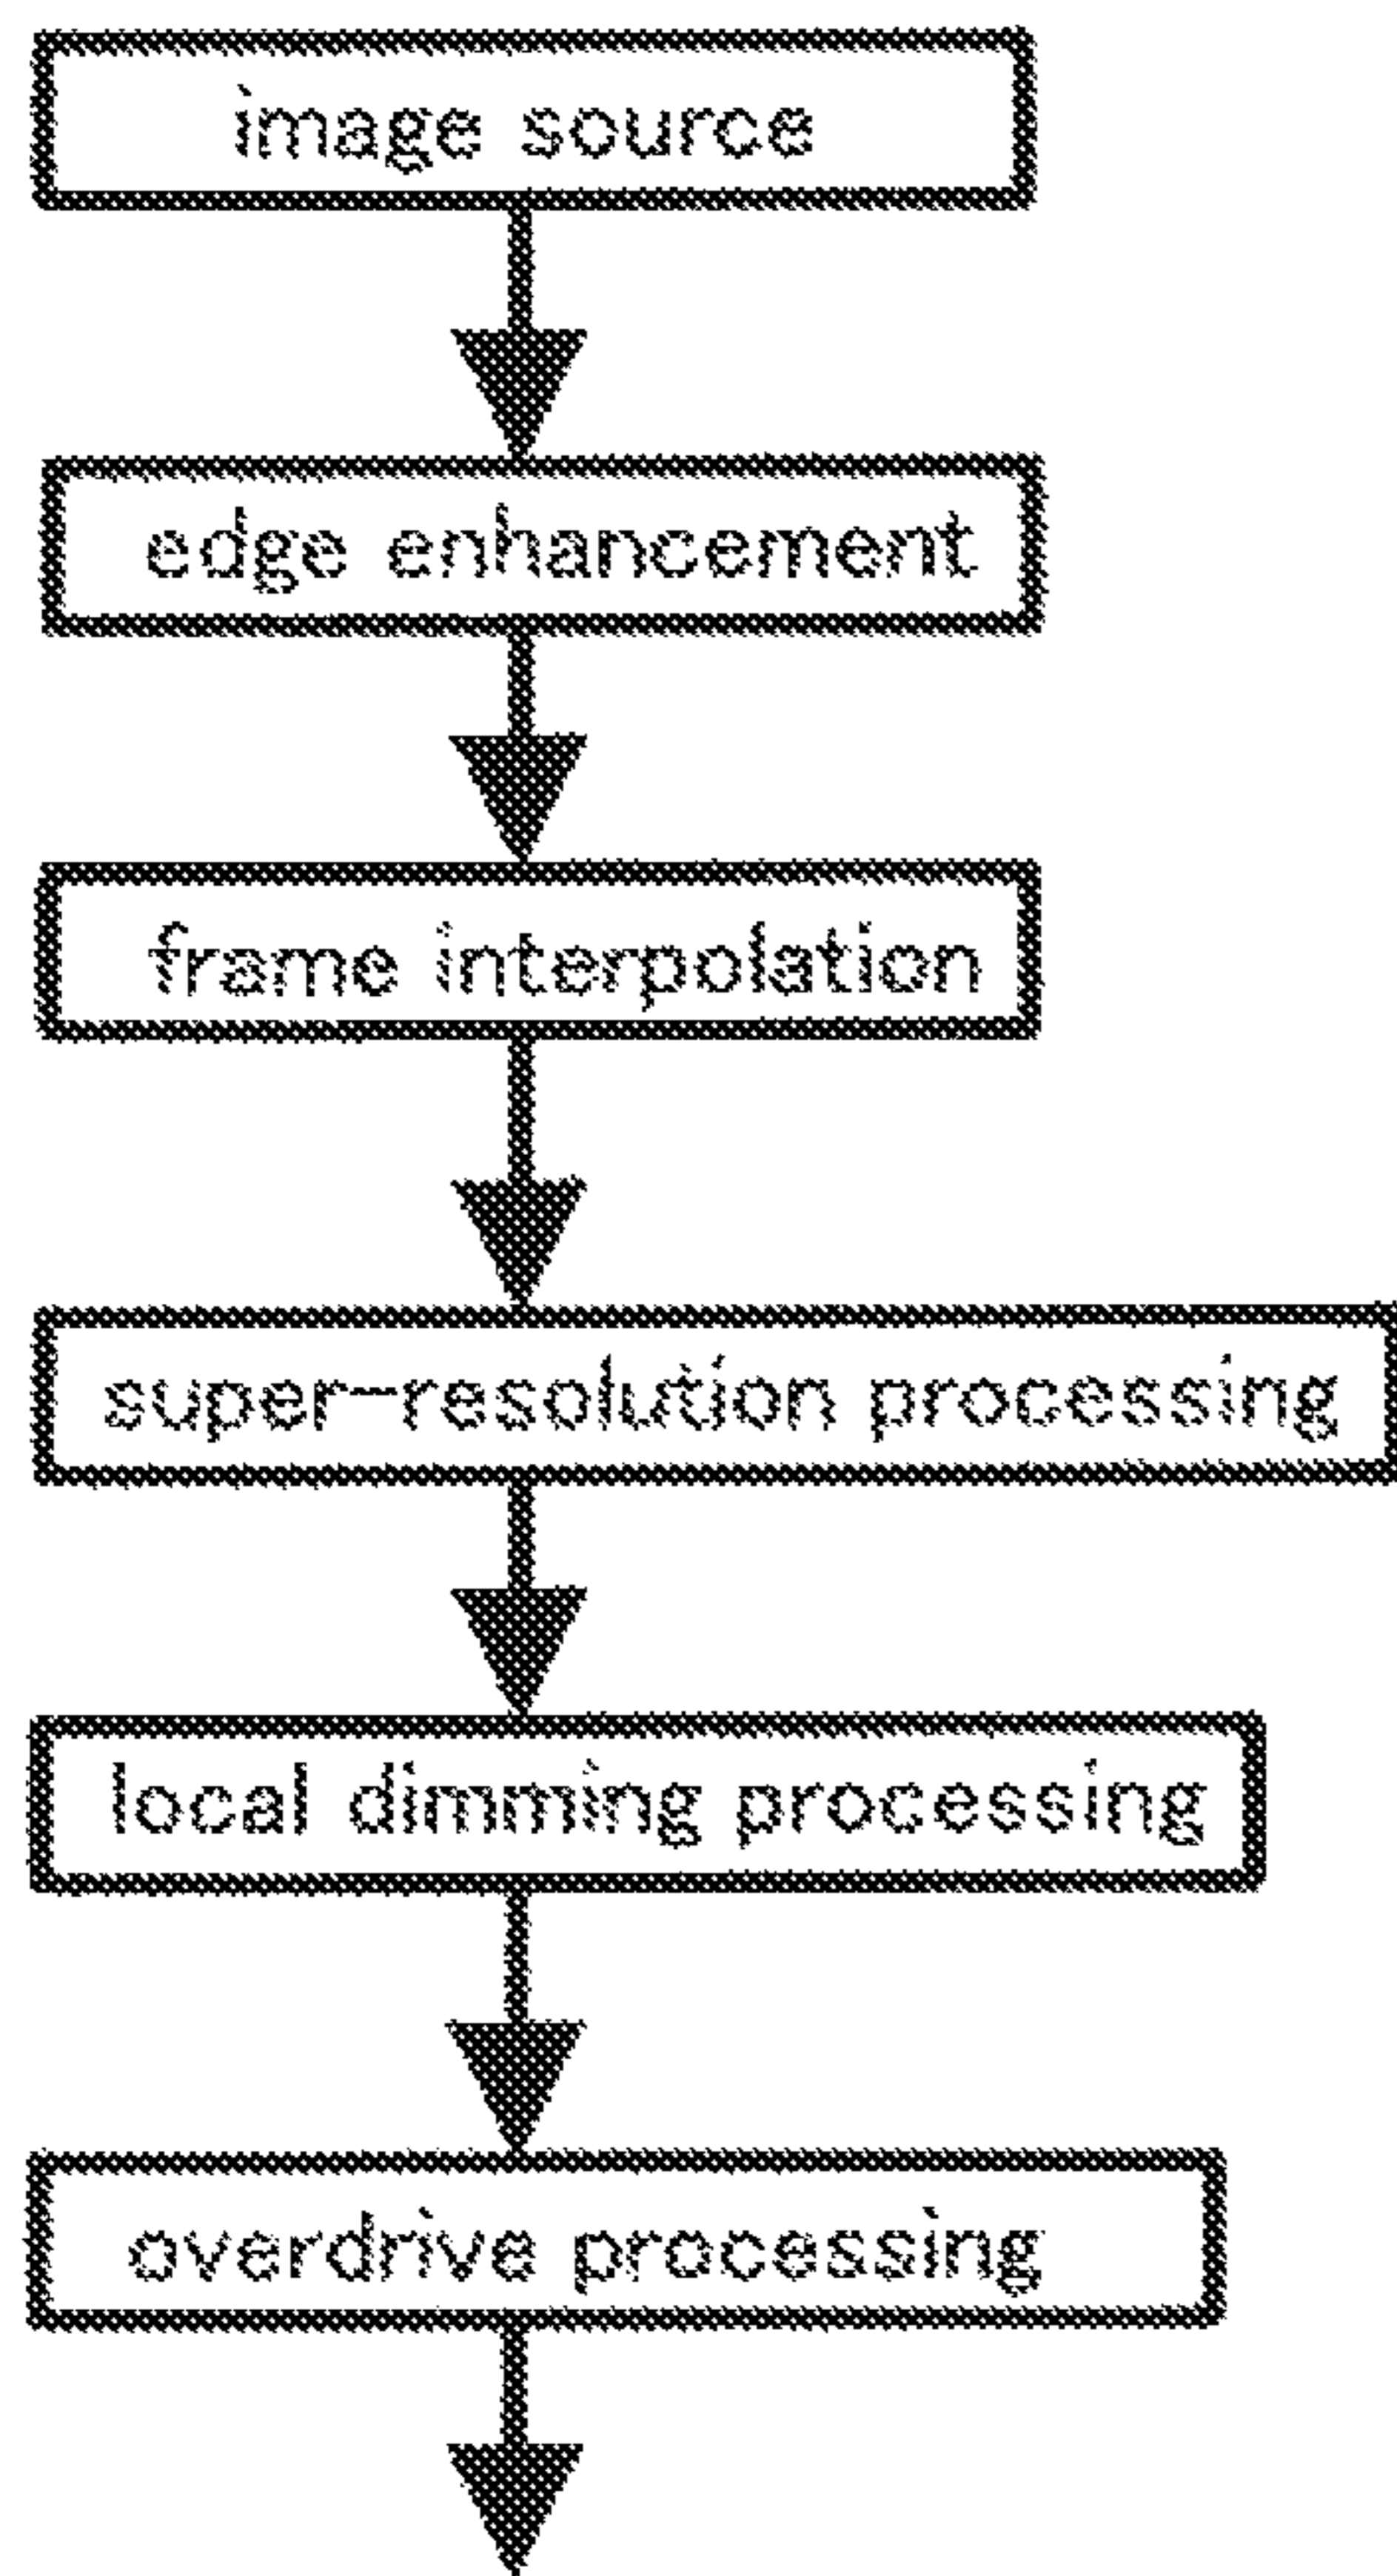 image source
edge enhancement
frame interpolation
super-resolution processing
local dimming processing
overdrive processing